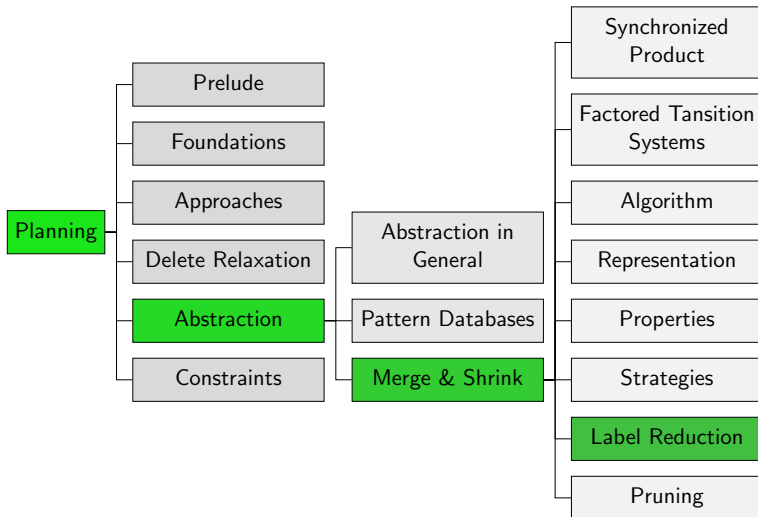 Planning
Prelude
Foundations
Approaches
Delete Relaxation
Abstraction
Constraints
Abstraction in
General
Pattern Databases
Merge & Shrink
Synchronized
Product
Factored Tansition
Systems
Algorithm
Representation
Properties
Strategies
Label Reduction
Pruning